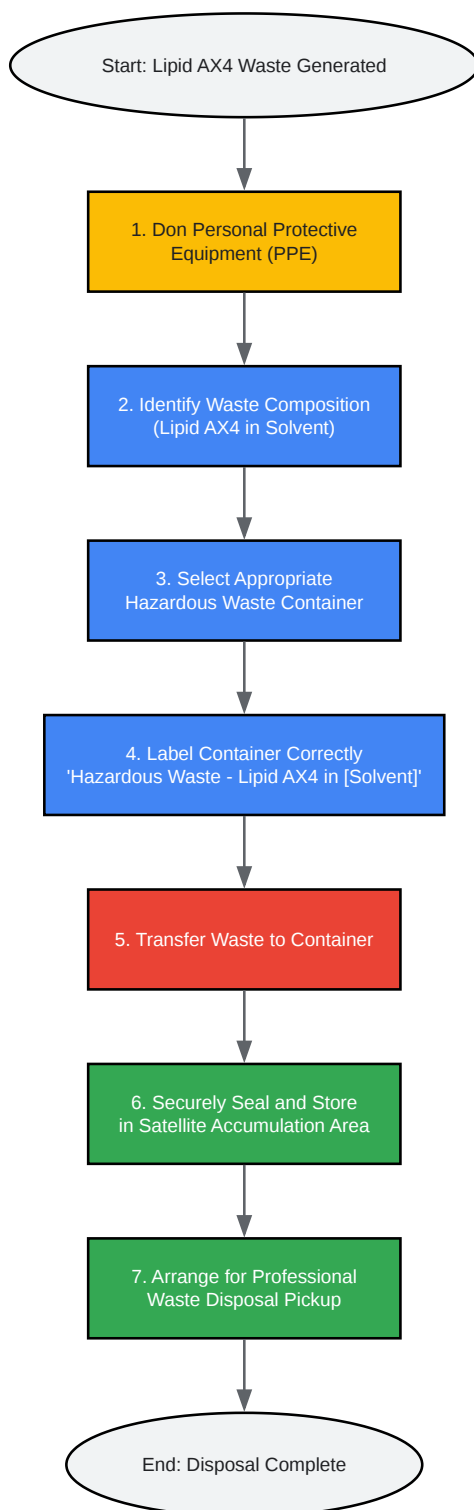 Start: Lipid AX4 Waste Generated
1. Don Personal Protective
Equipment (PPE)
2. Identify Waste Composition
(Lipid AX4 in Solvent)
3. Select Appropriate
Hazardous Waste Container
4. Label Container Correctly
'Hazardous Waste - Lipid AX4 in [Solvent]'
5. Transfer Waste to Container
6. Securely Seal and Store
in Satellite Accumulation Area
7. Arrange for Professional
Waste Disposal Pickup
End: Disposal Complete